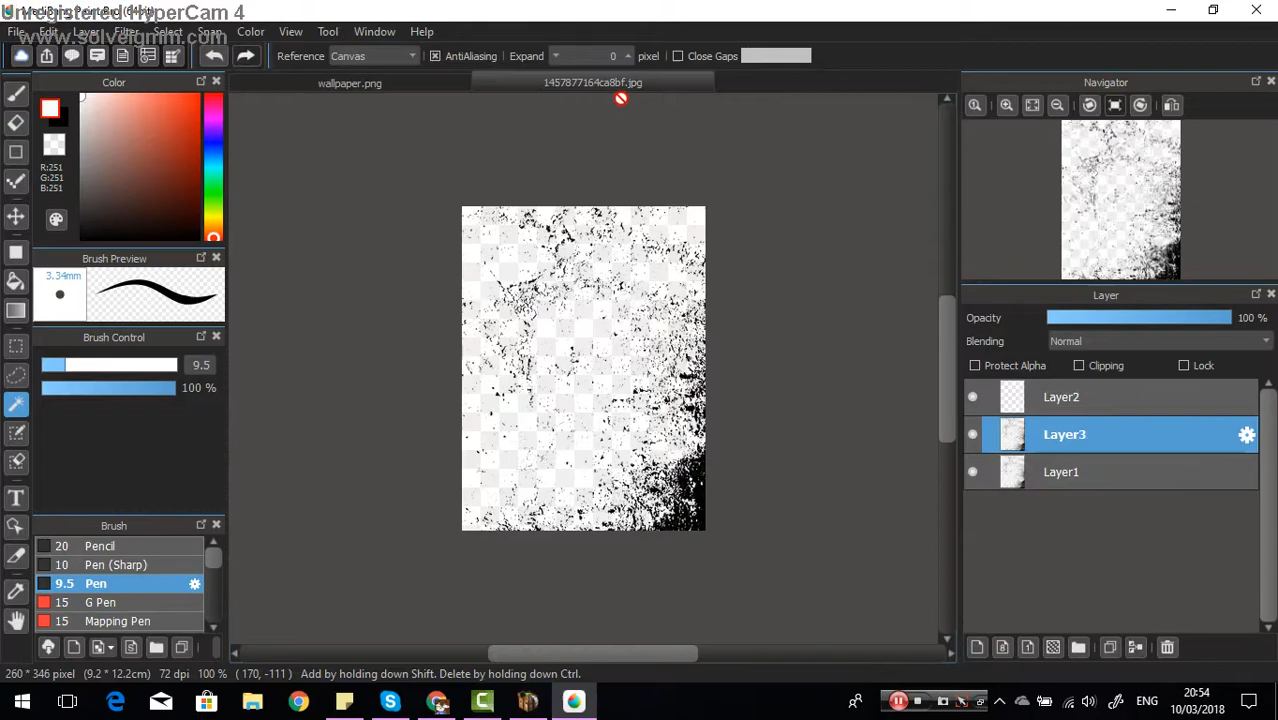 Unregistered HyperCam 4
MediBang Paint Pro (64bit)
www.solveigmm.com
File Edit Layer Filter Select Snap Color View Tool Window Help
Reference Canvas AntiAliasing Expand 0 pixel Close Gaps
Color
wallpaper.png
1457877164ca8bf.jpg
Navigator
R:251
G:251
B:251
Brush Preview
3.34mm
Brush Control
9.5
100 %
Layer
Opacity 100 %
Blending Normal
Protect Alpha Clipping Lock
Layer2
Layer3
Layer1
Brush
20 Pencil
10 Pen (Sharp)
9.5 Pen
15 G Pen
15 Mapping Pen
260 * 346 pixel (9.2 * 12.2cm) 72 dpi 100 % (170, -111) Add by holding down Shift. Delete by holding down Ctrl.
ENG
20:54
10/03/2018